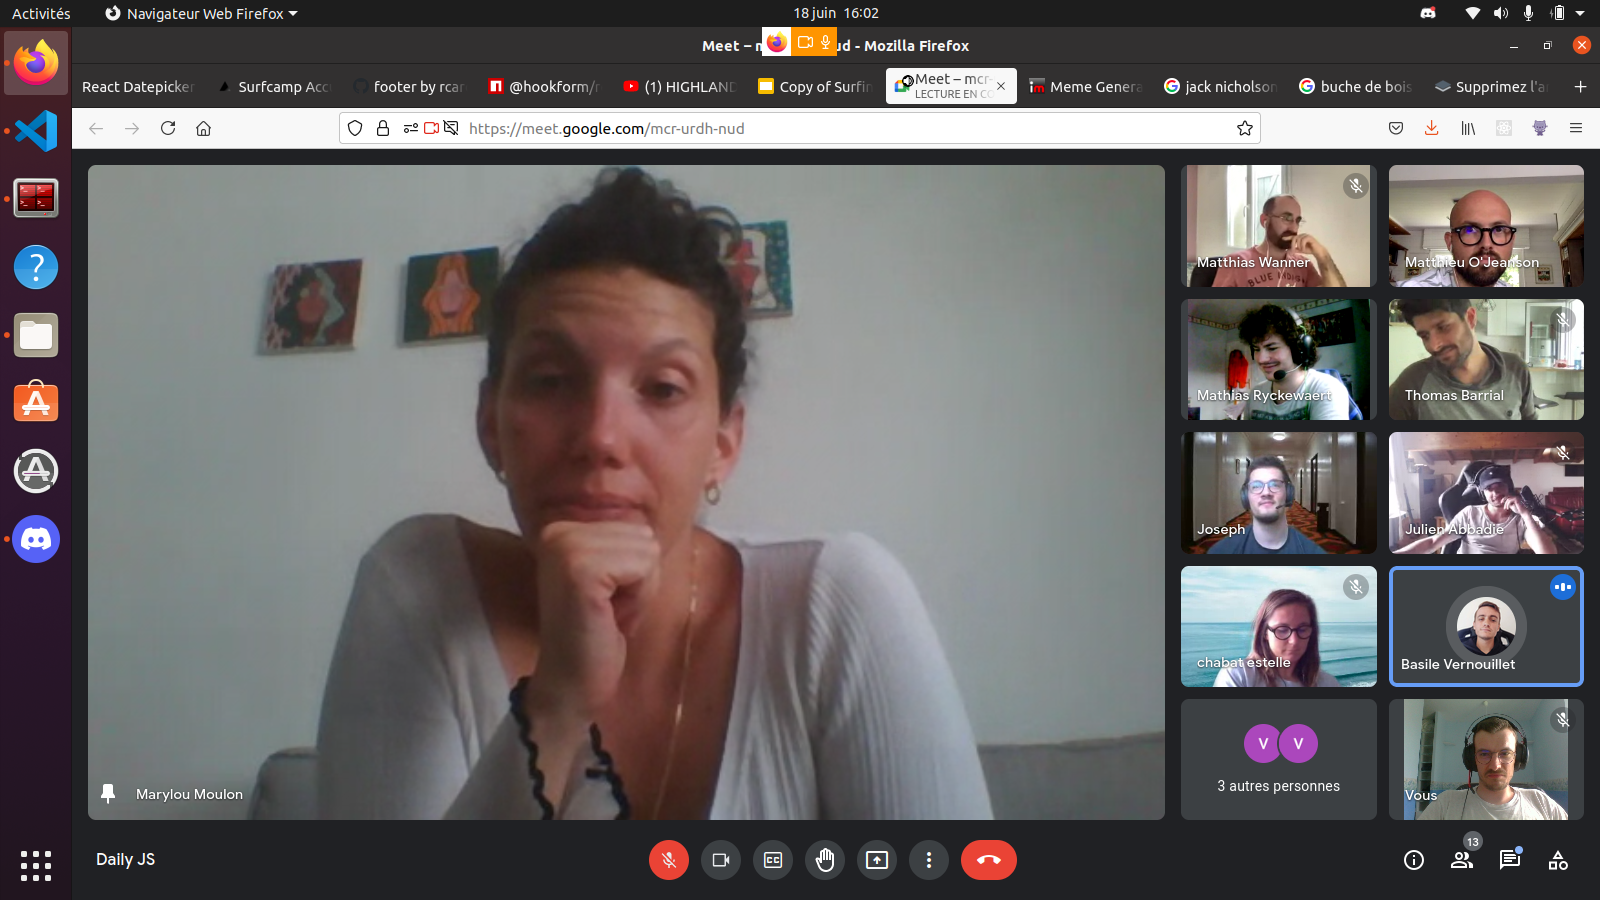 Activités
Navigateur Web Firefox
18 juin 16:02
Meet – m
ud - Mozilla Firefox
React Datepicker
Surfcamp Acc
footer by rcar
@hookform/r
(1) HIGHLAND
Copy of Surfin
Meet – mcr-
LECTURE EN CO
Meme Genera
jack nicholson
buche de bois
Supprimez l'ar
https://meet.google.com/mcr-urdh-nud
Matthias Wanner
Matthieu O'Jeanson
Mathias Ryckewaert
Thomas Barrial
Joseph
Julien Abbadie
chabat estelle
Basile Vernouillet
V V
3 autres personnes
Vous
Marylou Moulon
Daily JS
CC
13